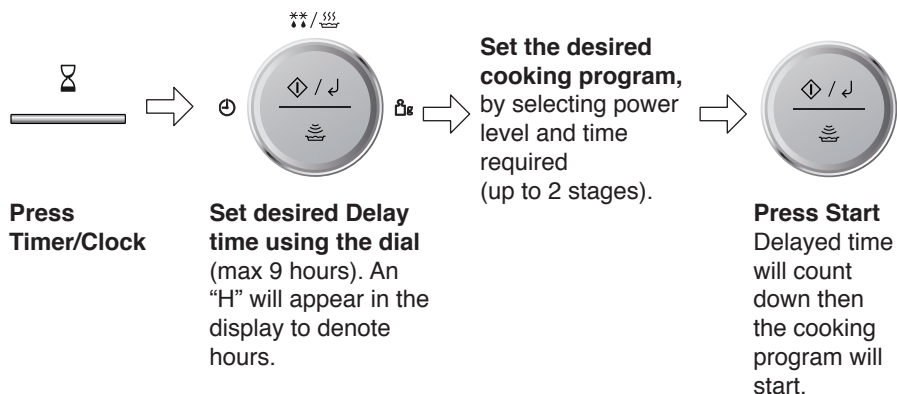 Press
Timer/Clock
Set desired Delay
time using the dial
(max 9 hours). An
“H” will appear in the
display to denote
hours.
Set the desired
cooking program,
by selecting power
level and time
required
(up to 2 stages).
Press Start
Delayed time
will count
down then
the cooking
program will
start.